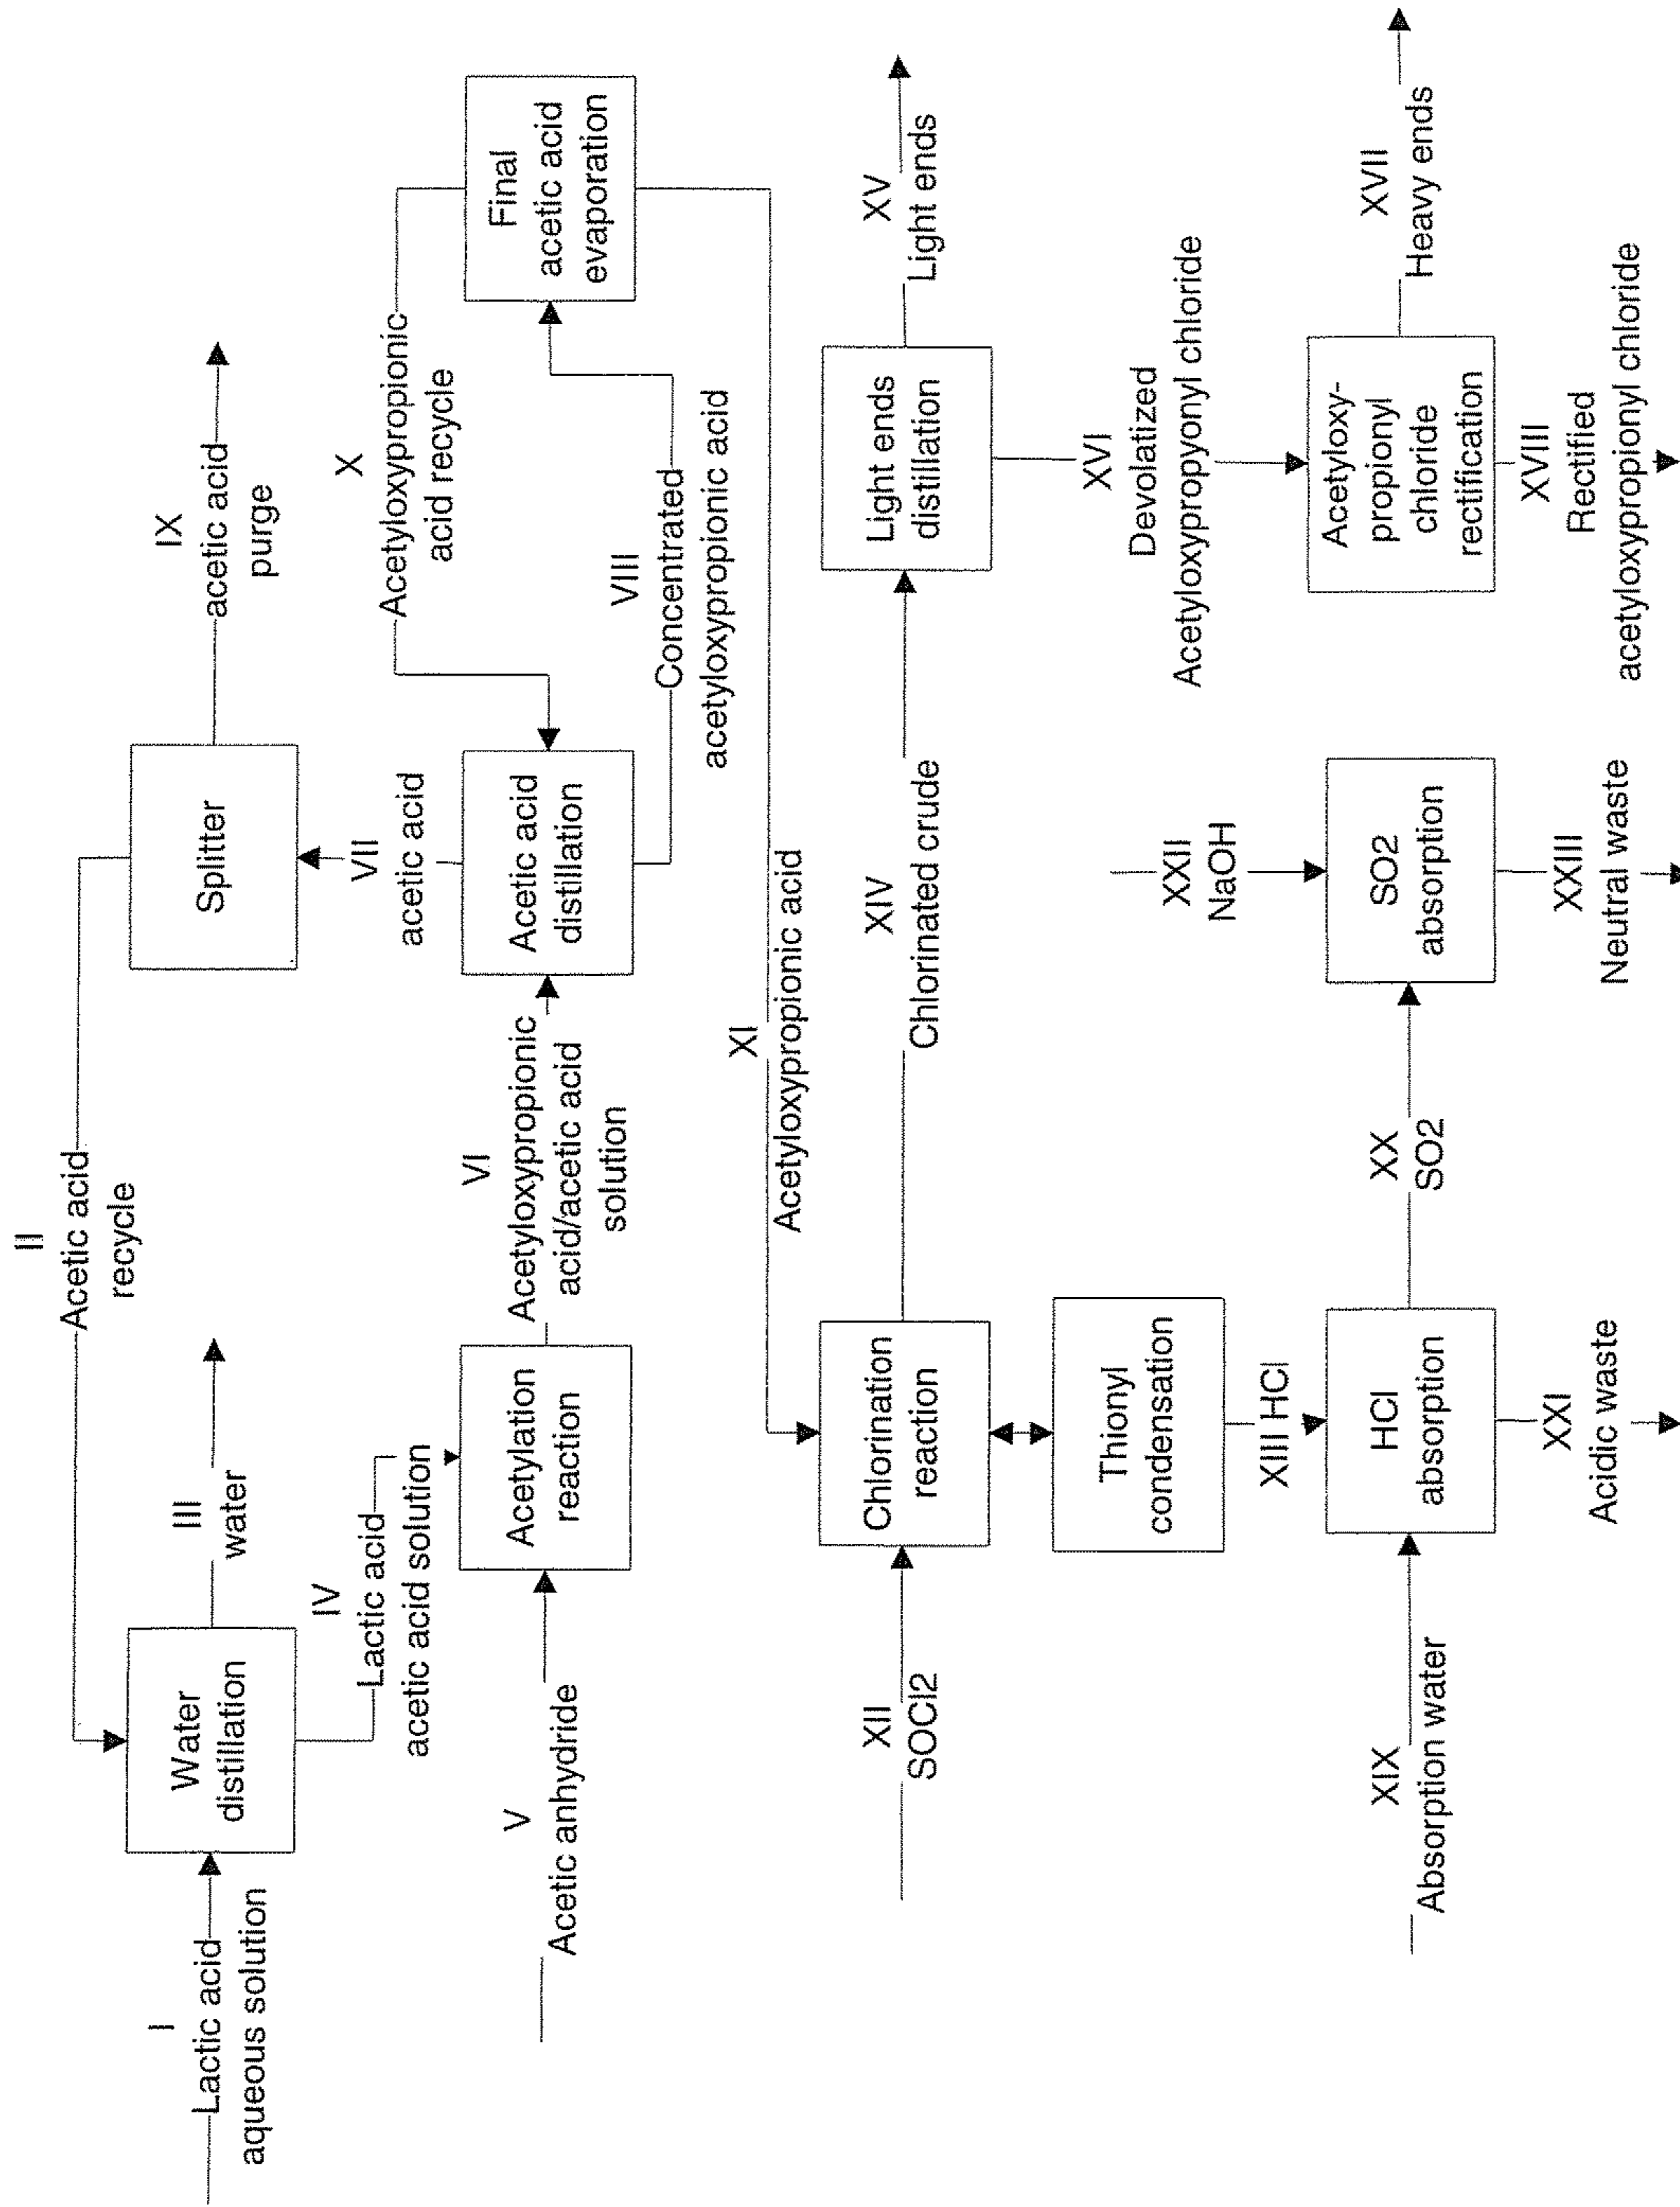 II
Acetic acid
recycle
I
Lactic acid
aqueous solution
Water
distillation
III
water
Splitter
IX
acetic acid
purge
IV
Lactic acid
acetic acid solution
VII
acetic acid
X
Acetyloxypropionic
acid recycle
V
Acetic anhydride
Acetylation
reaction
VI
Acetyloxypropionic
acid/acetic acid
solution
Acetic acid
distillation
VIII
Concentrated
acetyloxypropionic acid
Final
acetic acid
evaporation
XI
Acetyloxypropionic acid
XII
SOCl2
Chlorination
reaction
XIV
Chlorinated crude
Light ends
distillation
XV
Light ends
Thionyl
condensation
XVI
Devolatized
Acetyloxypropyonyl chloride
XIII HCl
XXII
NaOH
XIX
Absorption water
HCl
absorption
XX
SO2
SO2
absorption
Acetyloxy-
propionyl
chloride
rectification
XVII
Heavy ends
XXI
Acidic waste
XXIII
Neutral waste
XVIII
Rectified
acetyloxypropionyl chloride